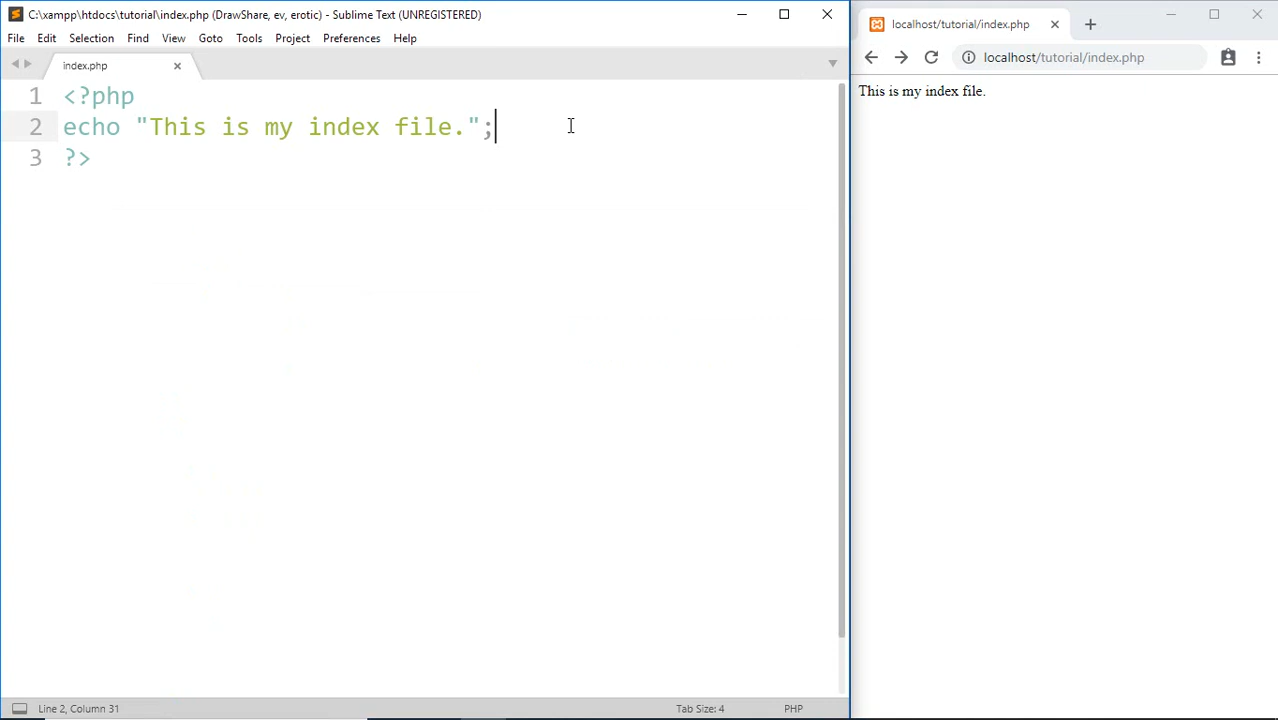 C:\xampp\htdocs\tutorial\index.php (DrawShare, ev, erotic) - Sublime Text (UNREGISTERED)
File Edit Selection Find View Goto Tools Project Preferences Help
index.php
1 <?php
2 echo "This is my index file.";
3 ?>
Line 2, Column 31
Tab Size: 4
PHP
localhost/tutorial/index.php
localhost/tutorial/index.php
This is my index file.